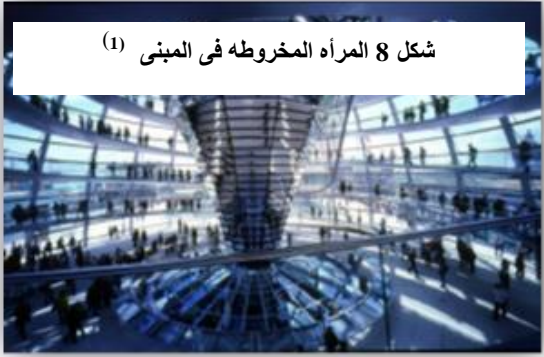 شكل 8 المرأه المخروطه فى المبنى (1)